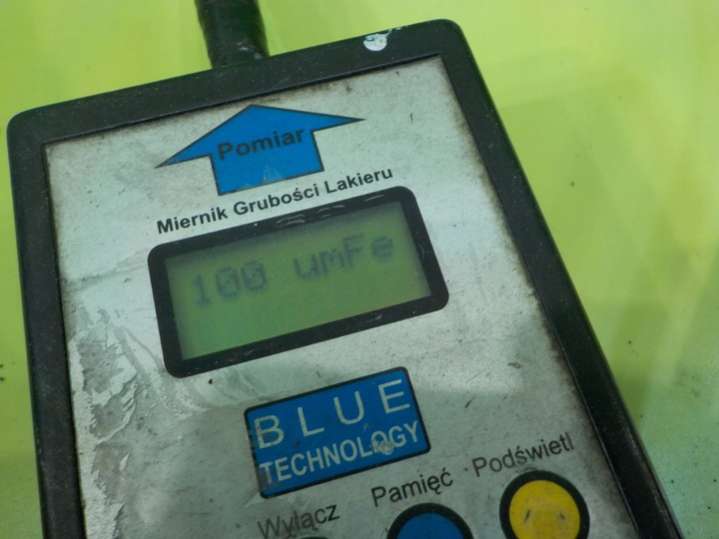 Pomiar
Miernik Grubości Lakieru
100 umFe
BLUE
TECHNOLOGY
Wyłącz Pamięć Podświetl